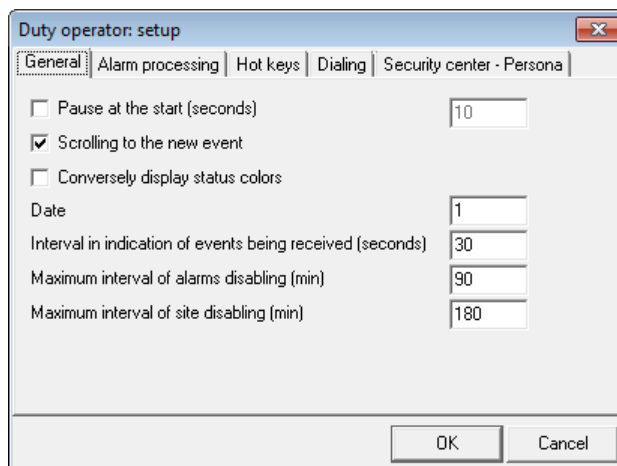 Duty operator: setup
General Alarm processing Hot keys Dialing Security center - Persona
Pause at the start (seconds) 10
Scrolling to the new event
Conversely display status colors
Date 1
Interval in indication of events being received (seconds) 30
Maximum interval of alarms disabling (min) 90
Maximum interval of site disabling (min) 180
OK Cancel